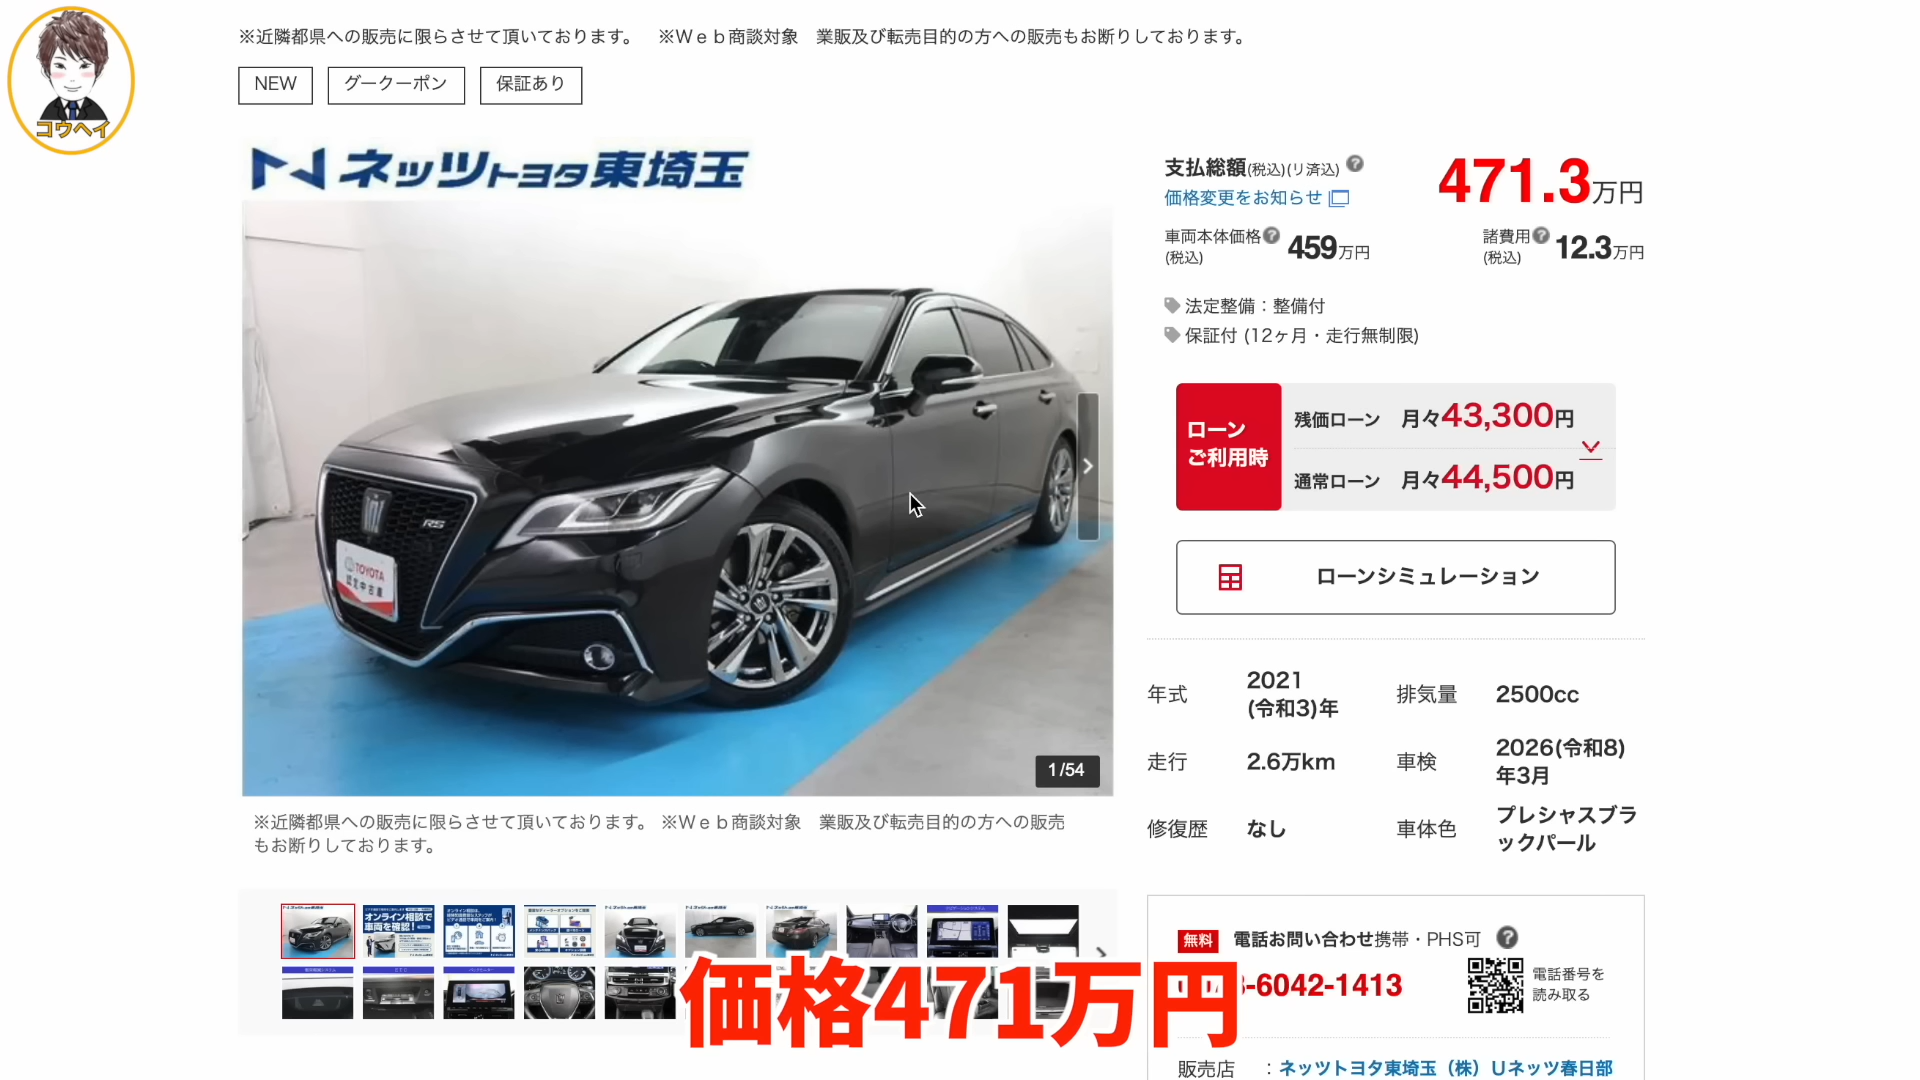 ※近隣都県への販売に限らさせて頂いております。　※Ｗｅｂ商談対象　業販及び転売目的の方への販売もお断りしております。
コウヘイ
NEW
グークーポン
保証あり
ネッツトヨタ東埼玉
RS
TOYOTA
認定中古車
1/54
※近隣都県への販売に限らさせて頂いております。 ※Ｗｅｂ商談対象　業販及び転売目的の方への販売
もお断りしております。
オンライン相談で
車両を確認!
支払総額(税込)(リ済込)
471.3万円
価格変更をお知らせ
車両本体価格
(税込)
459万円
諸費用
(税込)
12.3万円
法定整備：整備付
保証付 (12ヶ月・走行無制限)
ローン
ご利用時
残価ローン　月々43,300円
通常ローン　月々44,500円
ローンシミュレーション
年式
2021
(令和3)年
排気量
2500cc
走行
2.6万km
車検
2026(令和8)
年3月
修復歴
なし
車体色
プレシャスブラ
ックパール
無料
電話お問い合わせ携帯・PHS可
-6042-1413
電話番号を
読み取る
販売店
：ネッツトヨタ東埼玉（株）Ｕネッツ春日部
価格471万円